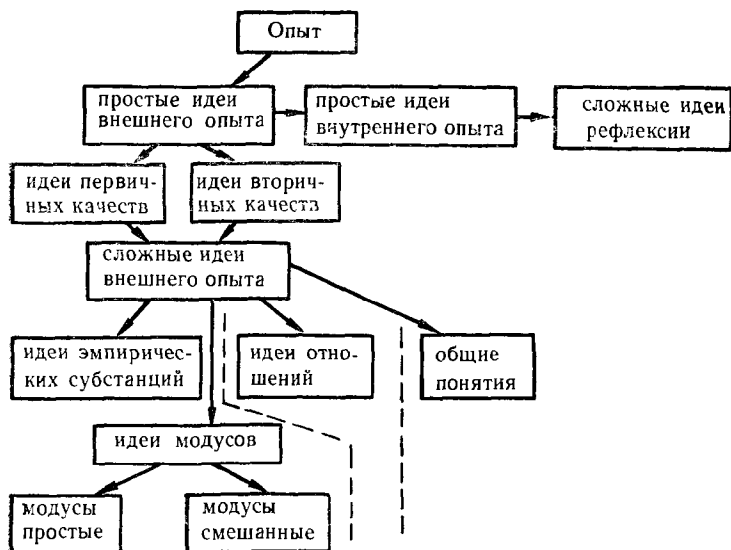 Опыт
простые идеи
внешнего опыта
простые идеи
внутреннего опыта
сложные идеи
рефлексии
идеи первич-
ных качеств
идеи вторич-
ных качеств
сложные идеи
внешнего опыта
идеи эмпиричес-
ких субстанций
идеи отно-
шений
общие
понятия
идеи модусов
модусы
простые
модусы
смешанные